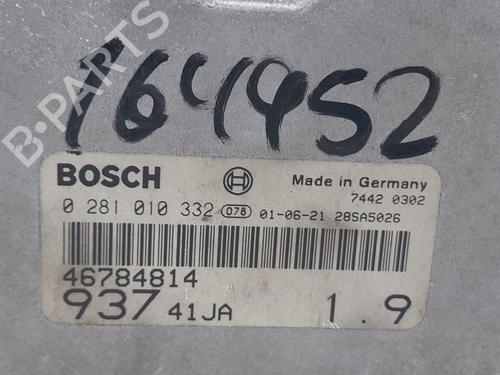 B-PARTS
164952
BOSCH Made in Germany
7442 0302
0 281 010 332 078 01-06-21 28SA5026
46784814
937 41JA 1.9